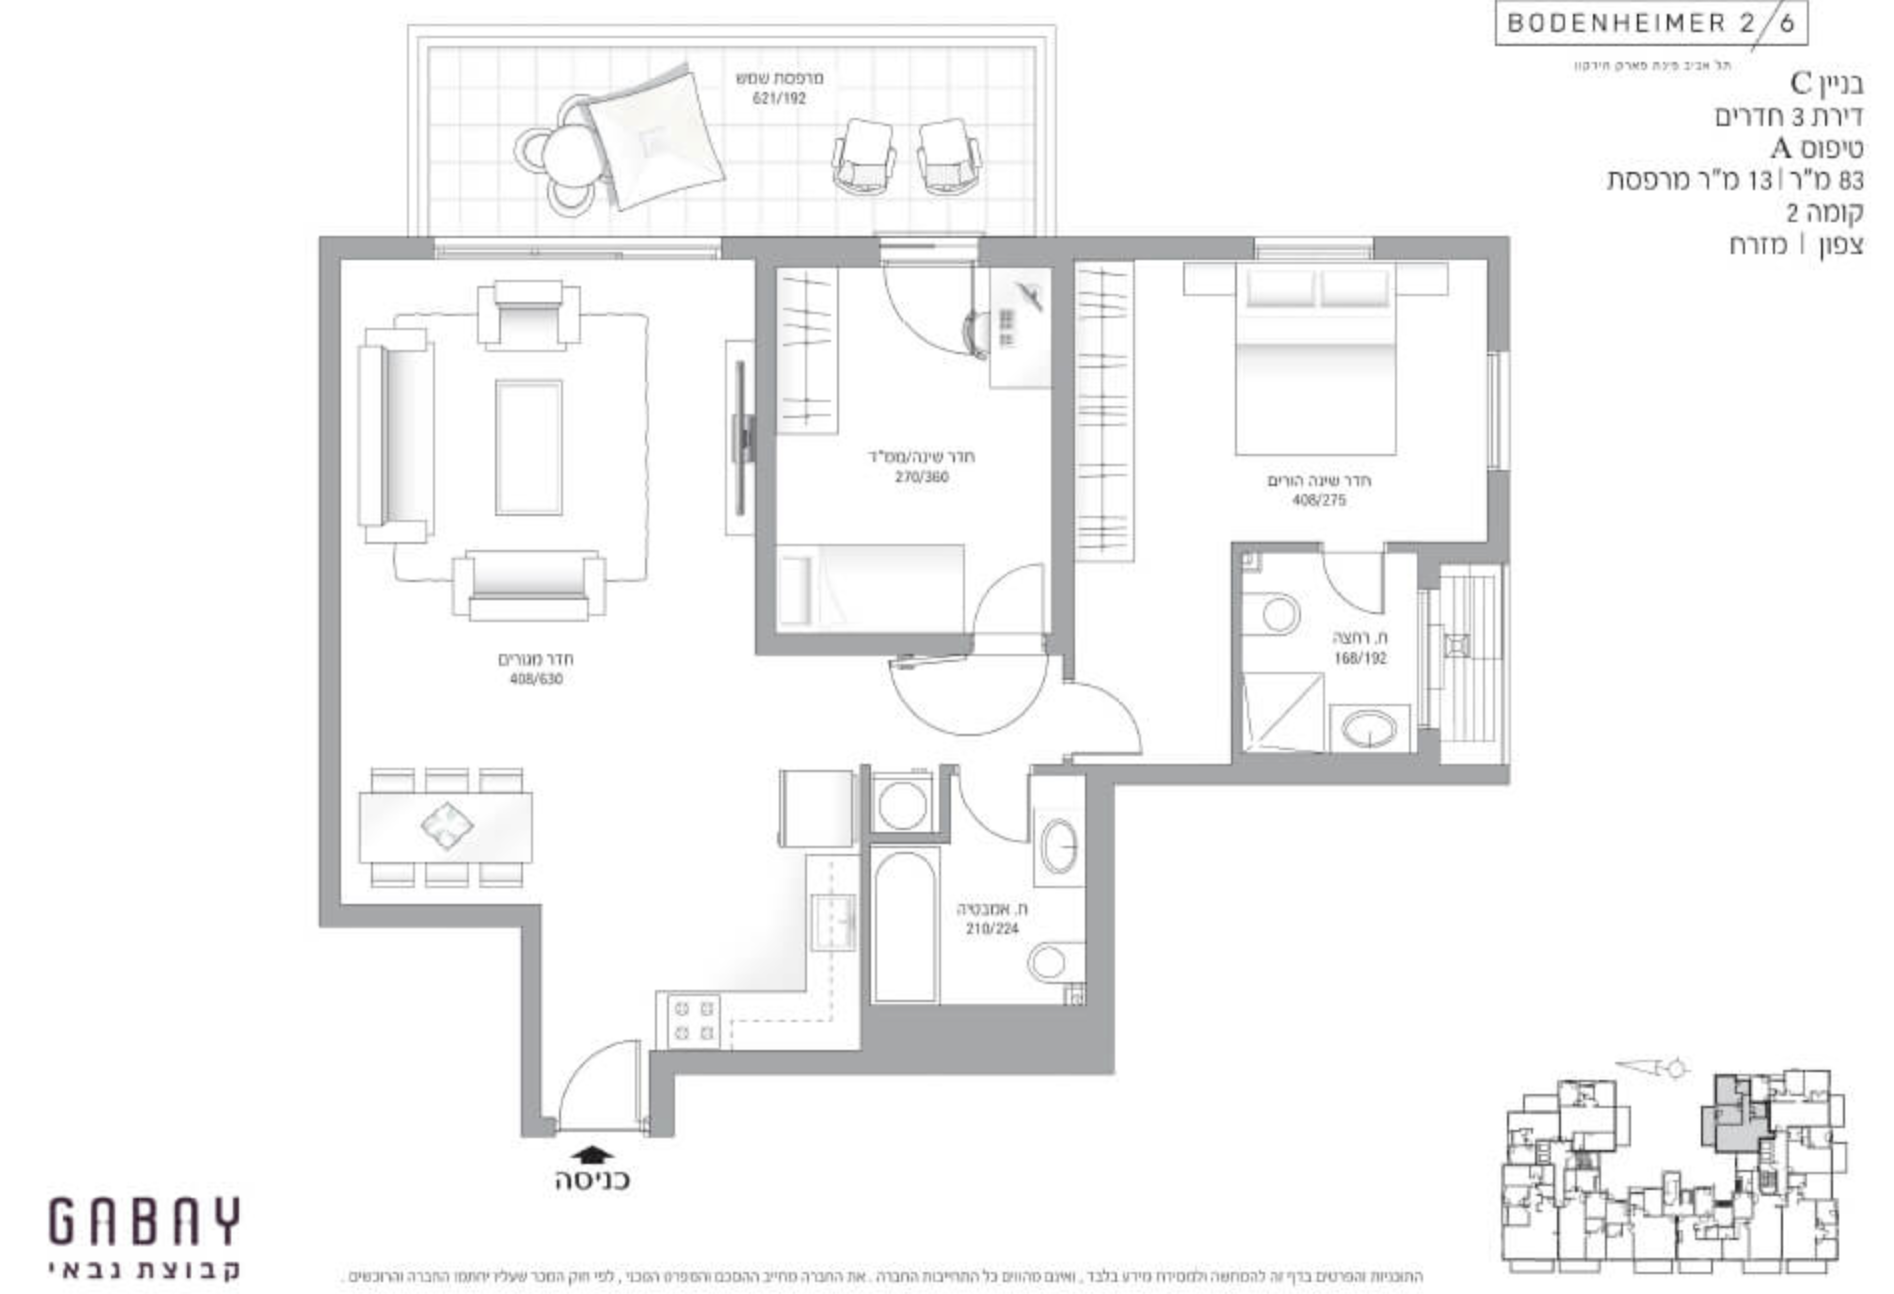 BODENHEIMER 2/6
תל אביב פינת פארק הירקון
בניין C
דירת 3 חדרים
טיפוס A
83 מ"ר | 13 מ"ר מרפסת
קומה 2
צפון | מזרח
מרפסת שמש
621/192
חדר שינה/ממ"ד
270/360
חדר שינה הורים
408/275
ח. רחצה
168/192
חדר מגורים
408/630
ח. אמבטיה
210/224
כניסה
GABAY
קבוצת גבאי
התוכניות והפרטים בדף זה להמחשה ולמסירת מידע בלבד , ואינם מהווים כל התחייבות החברה . את החברה מחייב ההסכם והמפרט הטכני , לפי חוק המכר שעליו יחתמו החברה והרוכשים .